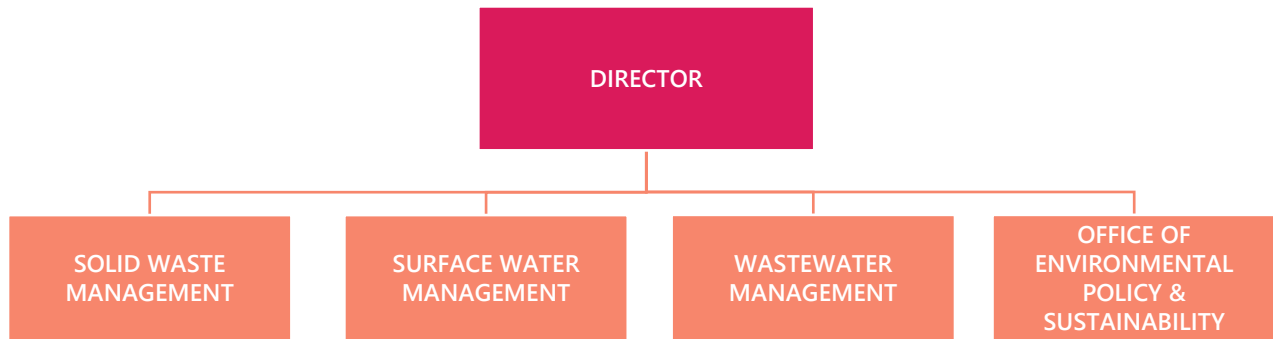 DIRECTOR
SOLID WASTE
MANAGEMENT
SURFACE WATER
MANAGEMENT
WASTEWATER
MANAGEMENT
OFFICE OF
ENVIRONMENTAL
POLICY &
SUSTAINABILITY